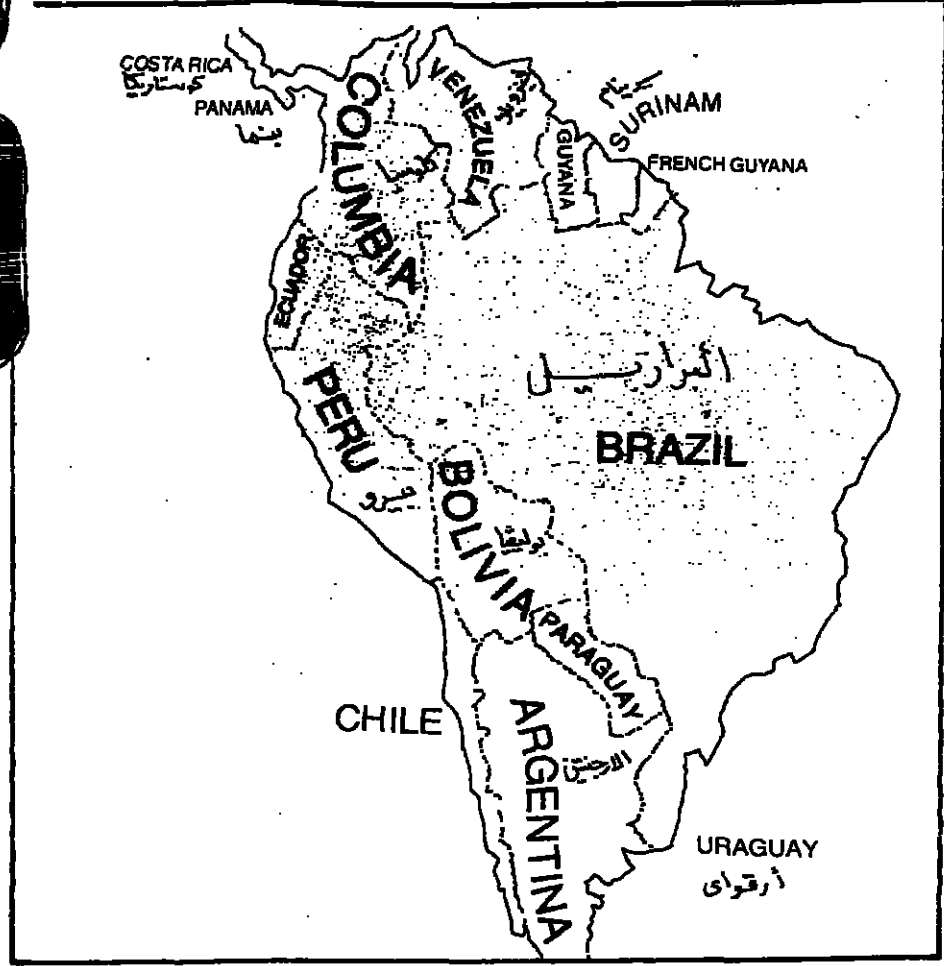 COSTA RICA
كوستاريكا
PANAMA
بنما
COLUMBIA
VENEZUELA
GUYANA
سورينام
SURINAM
FRENCH GUYANA
ECUADOR
PERU
بيرو
البرازيل
BRAZIL
BOLIVIA
PARAGUAY
CHILE
ARGENTINA
الارجنتين
URAGUAY
أرقواى